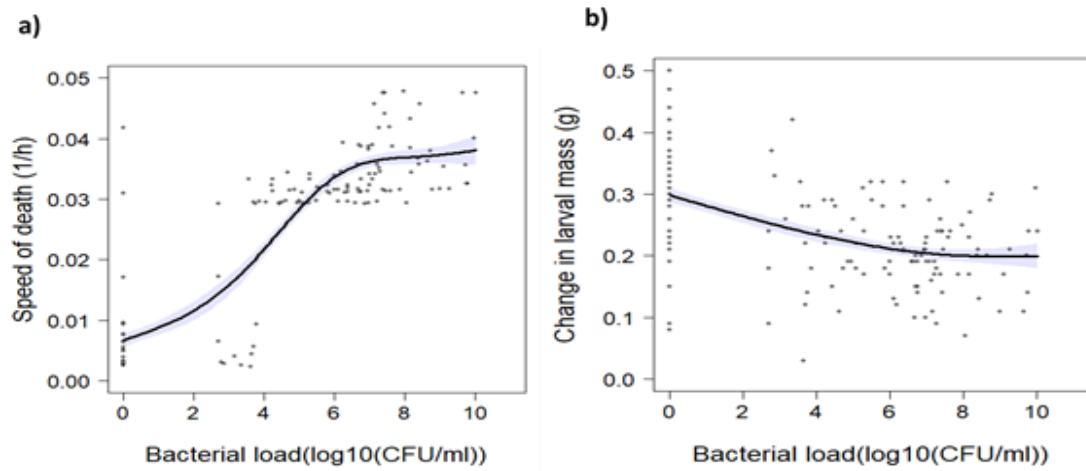 a)
Speed of death (1/h)
0.05
0.04
0.03
0.02
0.01
0.00
0 2 4 6 8 10
Bacterial load(log10(CFU/ml))
b)
Change in larval mass (g)
0.5
0.4
0.3
0.2
0.1
0.0
0 2 4 6 8 10
Bacterial load(log10(CFU/ml))